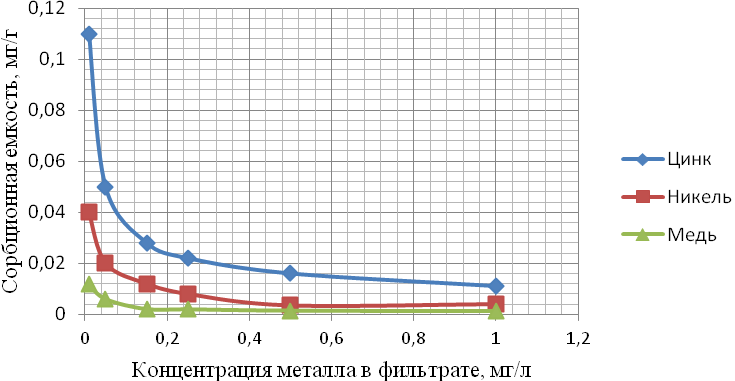 Сорбционная емкость, мг/г
0,12
0,1
0,08
0,06
0,04
0,02
0
0
0,2
0,4
0,6
0,8
1
1,2
Концентрация металла в фильтрате, мг/л
Цинк
Никель
Медь